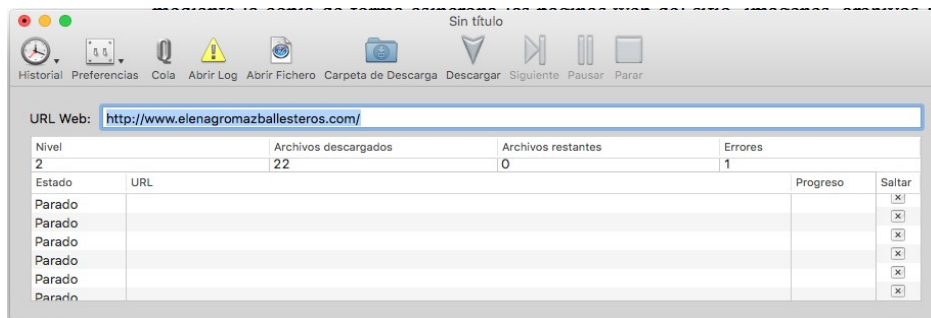 Sin título
Historial Preferencias Cola Abrir Log Abrir Fichero Carpeta de Descarga Descargar Siguiente Pausar Parar
URL Web: http://www.elenagromazballesteros.com/
Nivel Archivos descargados Archivos restantes Errores
2 22 0 1
Estado URL Progreso Saltar
Parado
Parado
Parado
Parado
Parado
Parado